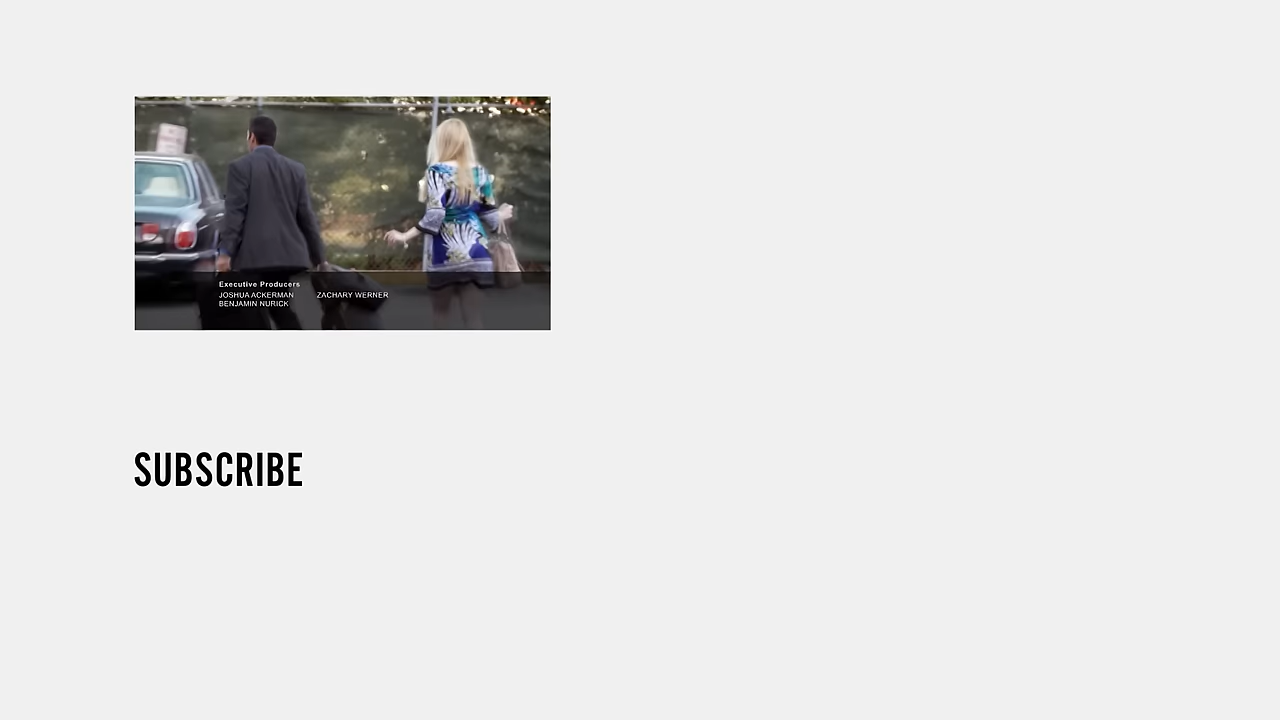 Executive Producers
JOSHUA ACKERMAN ZACHARY WERNER
BENJAMIN NURICK
SUBSCRIBE